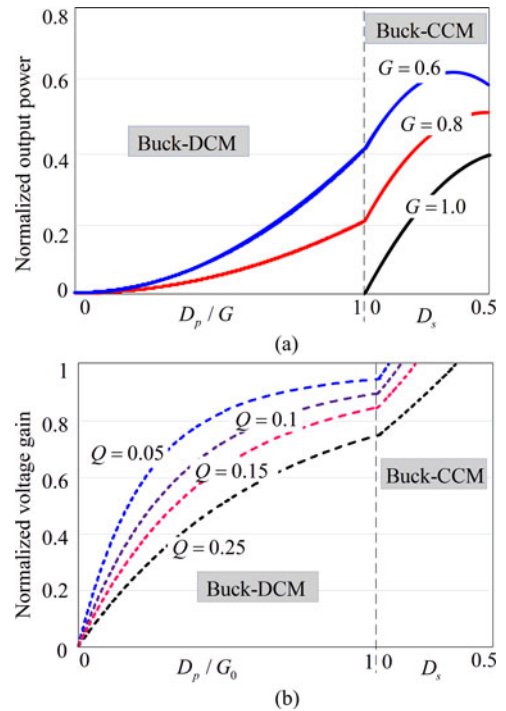 Normalized output power
0.8
0.4
0.2
0
Buck-DCM
Buck-CCM
G = 0.6
G = 0.8
G = 1.0
0
1
0
0.5
D_p / G
D_s
(a)
Normalized voltage gain
1
0.8
0.6
0.4
0.2
0
Q = 0.05
Q = 0.1
Q = 0.15
Q = 0.25
Buck-CCM
Buck-DCM
0
1
0
0.5
D_p / G_0
D_s
(b)